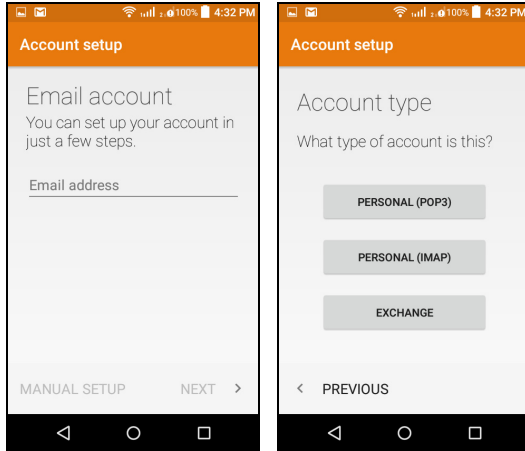 100% 4:32 PM
Account setup
Email account
You can set up your account in
just a few steps.
Email address
MANUAL SETUP NEXT >
100% 4:32 PM
Account setup
Account type
What type of account is this?
PERSONAL (POP3)
PERSONAL (IMAP)
EXCHANGE
< PREVIOUS